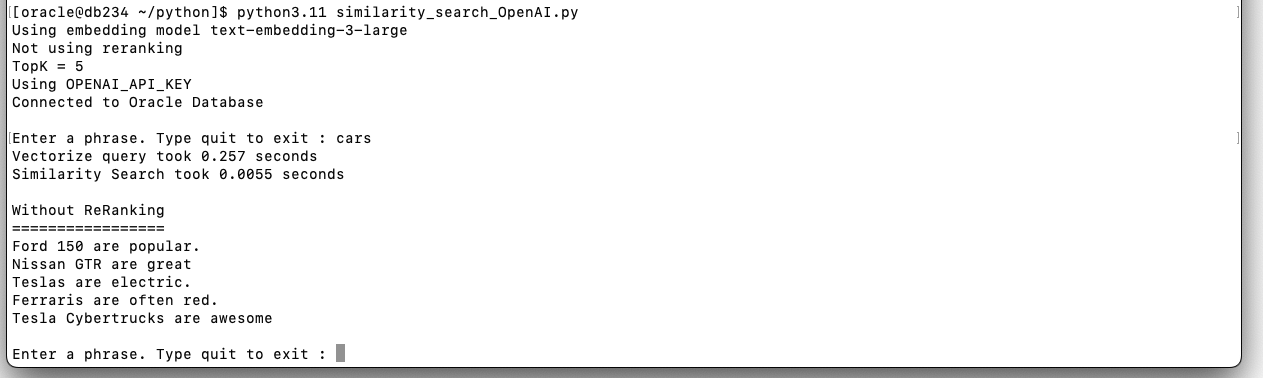 [[oracle@db234 ~/python]$ python3.11 similarity_search_OpenAI.py ]
Using embedding model text-embedding-3-large
Not using reranking
TopK = 5
Using OPENAI_API_KEY
Connected to Oracle Database
[Enter a phrase. Type quit to exit : cars ]
Vectorize query took 0.257 seconds
Similarity Search took 0.0055 seconds
Without ReRanking
=================
Ford 150 are popular.
Nissan GTR are great
Teslas are electric.
Ferraris are often red.
Tesla Cybertrucks are awesome
Enter a phrase. Type quit to exit :